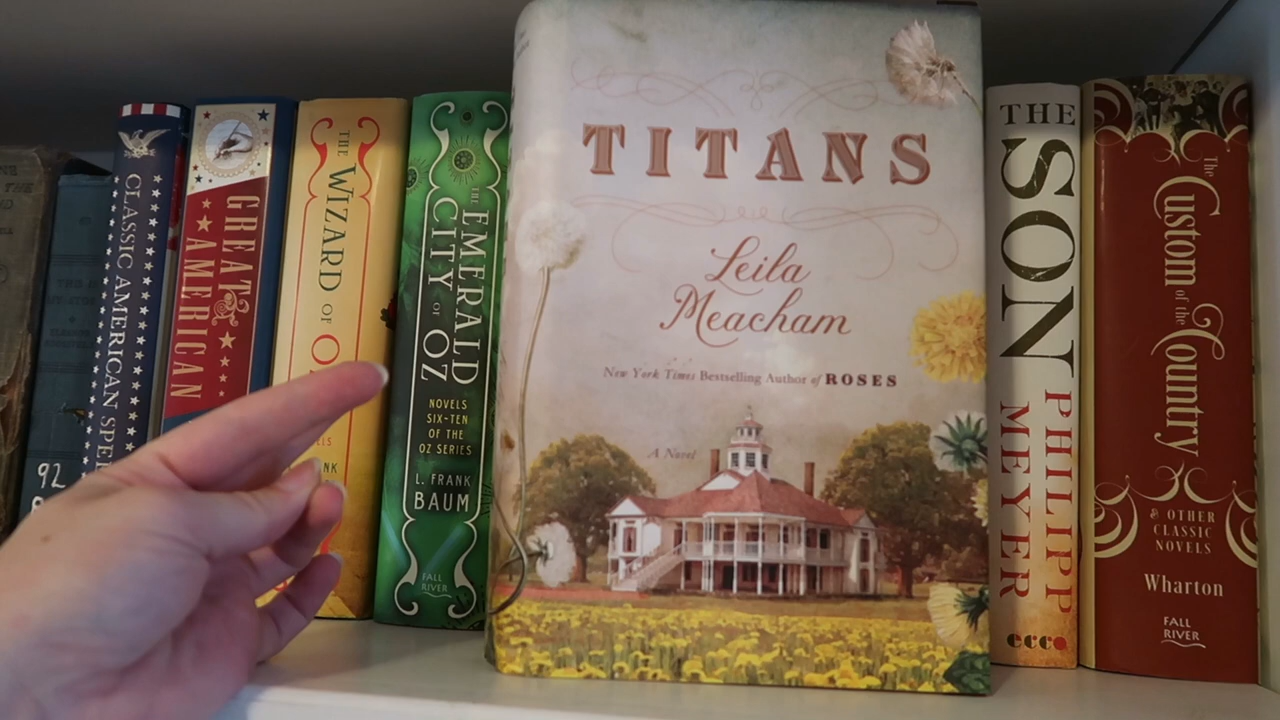 92
CLASSIC AMERICAN SPE
GREAT
AMERICAN
THE WIZARD OF O
THE EMERALD
CITY OF OZ
NOVELS
SIX-TEN
OF THE
OZ SERIES
L. FRANK
BAUM
FALL
RIVER
TITANS
Leila
Meacham
New York Times Bestselling Author of ROSES
A Novel
THE
SON
PHILIPP
MEYER
ecco
The Custom of the Country
& OTHER
CLASSIC
NOVELS
Wharton
FALL
RIVER